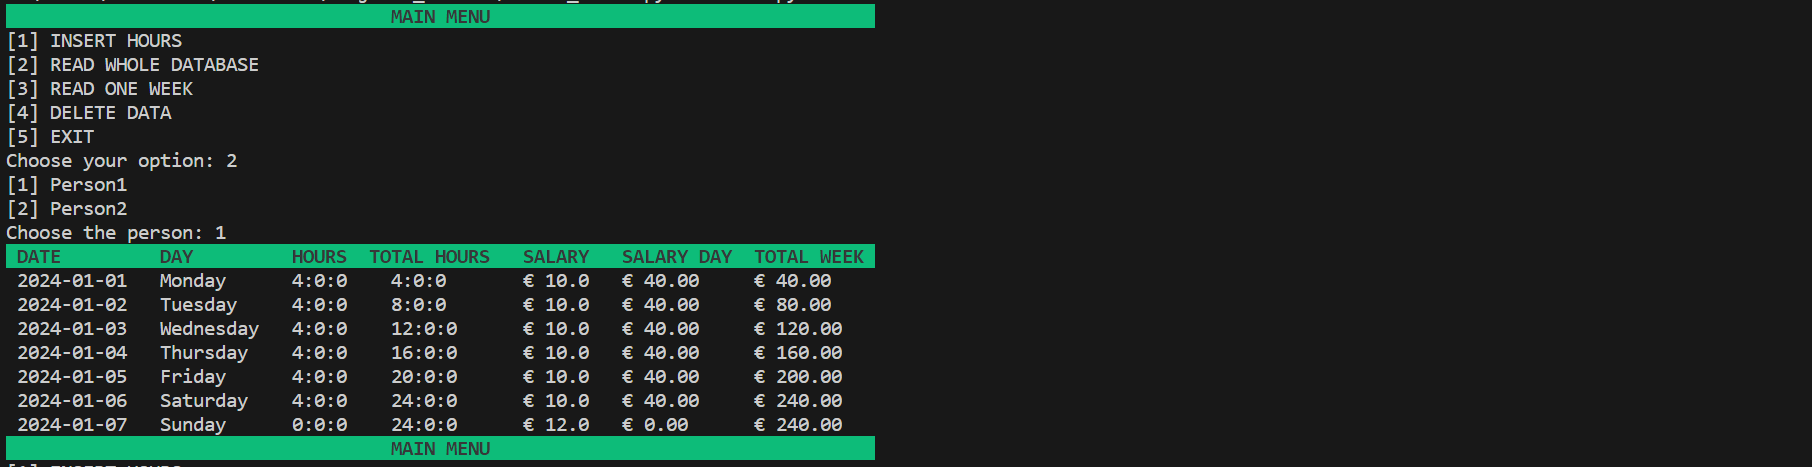 MAIN MENU
[1] INSERT HOURS
[2] READ WHOLE DATABASE
[3] READ ONE WEEK
[4] DELETE DATA
[5] EXIT
Choose your option: 2
[1] Person1
[2] Person2
Choose the person: 1
DATE DAY HOURS TOTAL HOURS SALARY SALARY DAY TOTAL WEEK
2024-01-01 Monday 4:0:0 4:0:0 € 10.0 € 40.00 € 40.00
2024-01-02 Tuesday 4:0:0 8:0:0 € 10.0 € 40.00 € 80.00
2024-01-03 Wednesday 4:0:0 12:0:0 € 10.0 € 40.00 € 120.00
2024-01-04 Thursday 4:0:0 16:0:0 € 10.0 € 40.00 € 160.00
2024-01-05 Friday 4:0:0 20:0:0 € 10.0 € 40.00 € 200.00
2024-01-06 Saturday 4:0:0 24:0:0 € 10.0 € 40.00 € 240.00
2024-01-07 Sunday 0:0:0 24:0:0 € 12.0 € 0.00 € 240.00
MAIN MENU